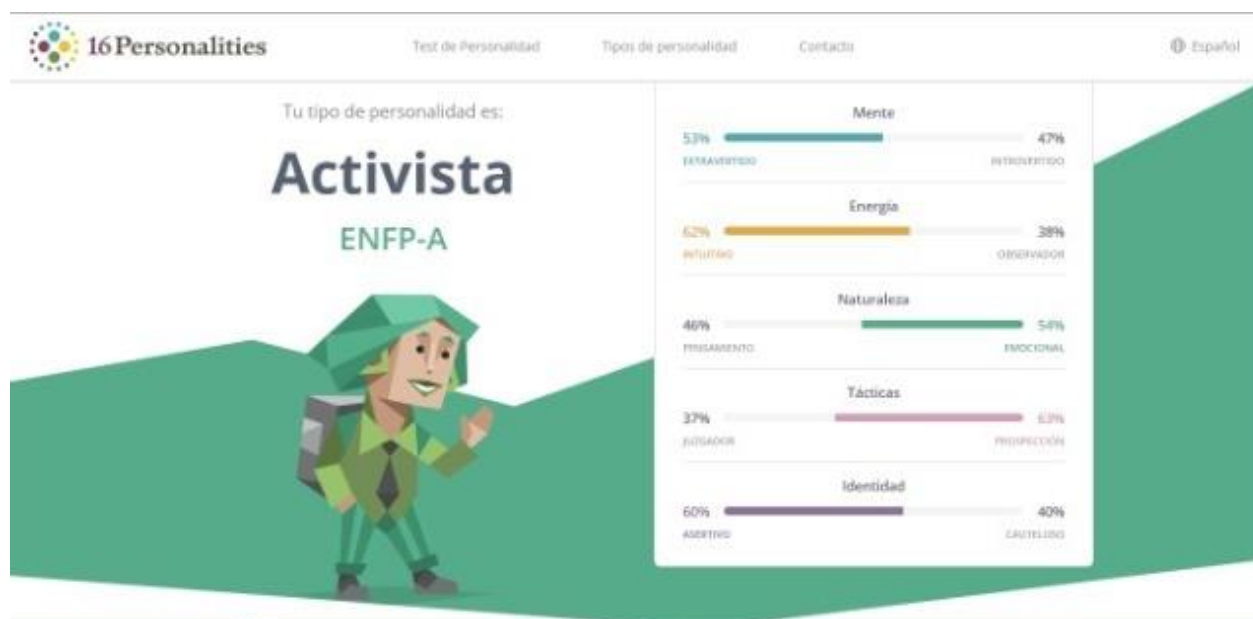 16Personalities
Test de Personalidad
Tipos de personalidad
Contacto
Español
Tu tipo de personalidad es:
Activista
ENFP-A
Mente
53% 47%
EXTRAVERTIDO INTROVERTIDO
Energía
62% 38%
INTUITIVO OBSERVADOR
Naturaleza
46% 54%
PENSAMIENTO EMOCIONAL
Tácticas
37% 63%
JUZGADOR PROSPECCIÓN
Identidad
60% 40%
ASERTIVO CAUTELOSO